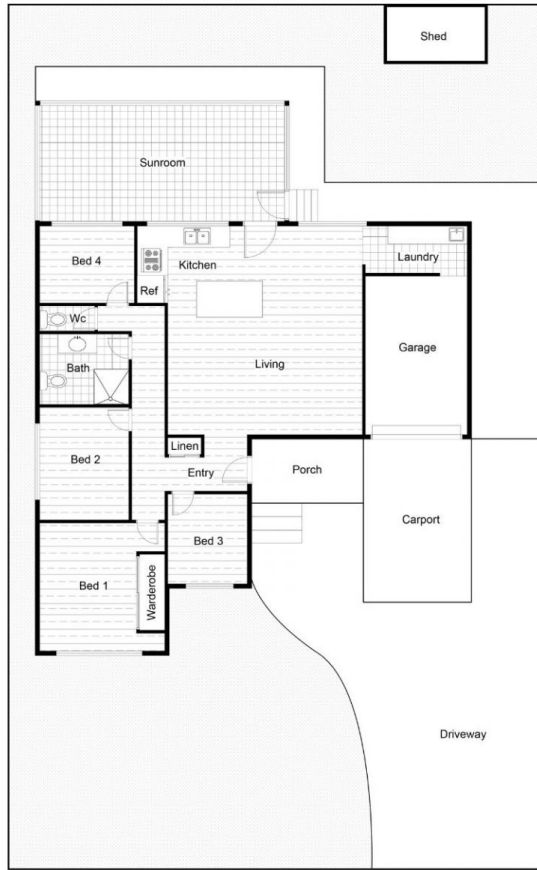 Shed
Sunroom
Bed 4
Kitchen
Laundry
Ref
Wc
Garage
Bath
Living
Linen
Bed 2
Entry
Porch
Carport
Bed 3
Bed 1
Warderobe
Driveway